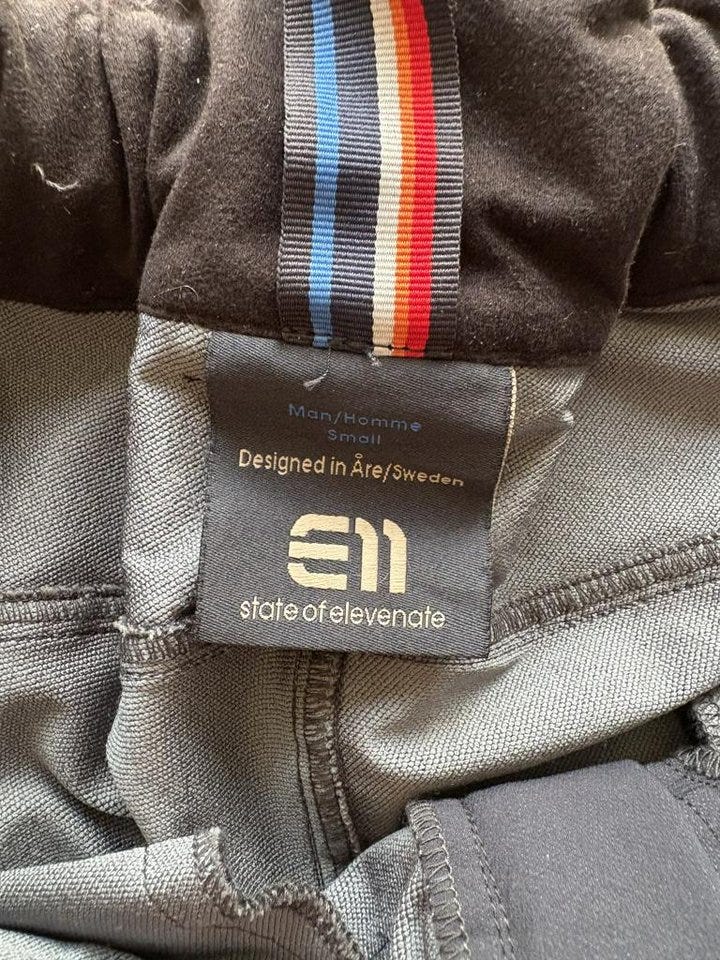 Man/Homme
Small
Designed in Åre/Sweden
E11
state of elevenate